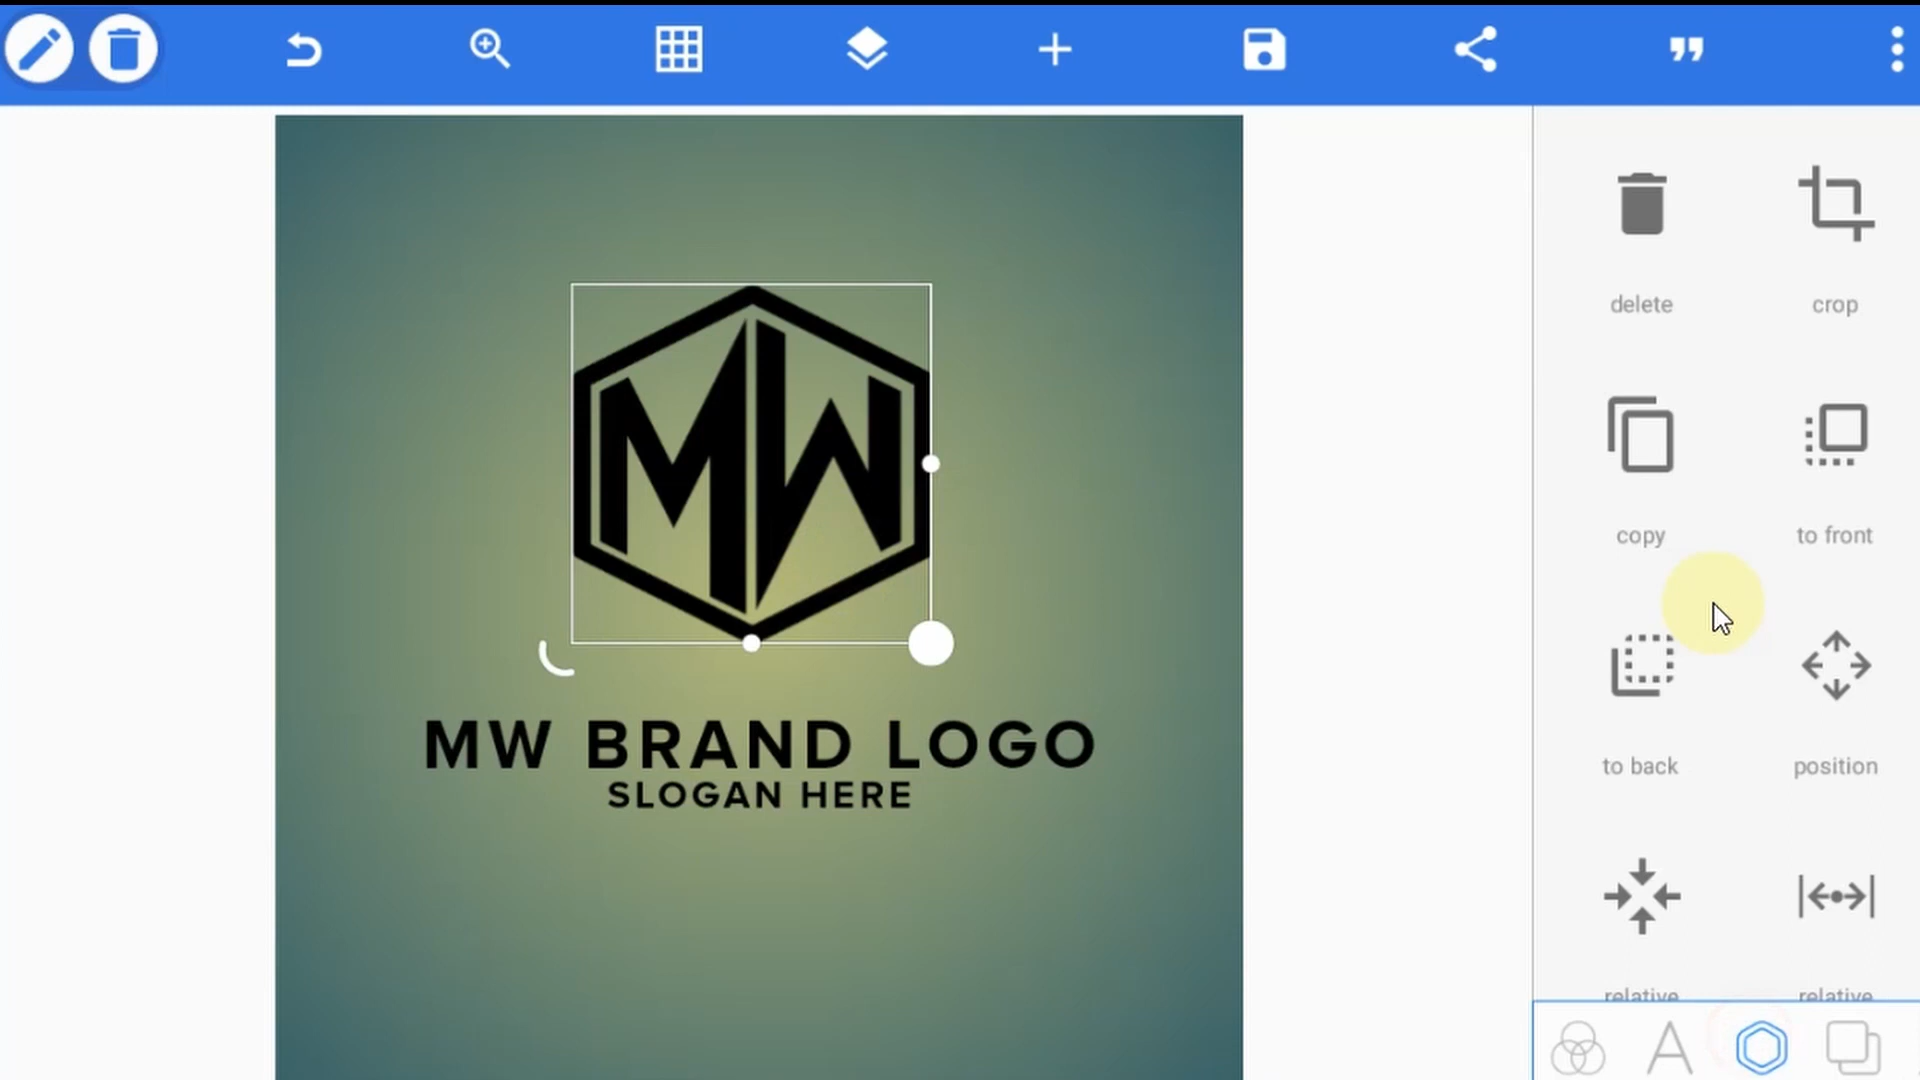 MW
MW BRAND LOGO
SLOGAN HERE
delete
crop
copy
to front
to back
position
relative
relative
A